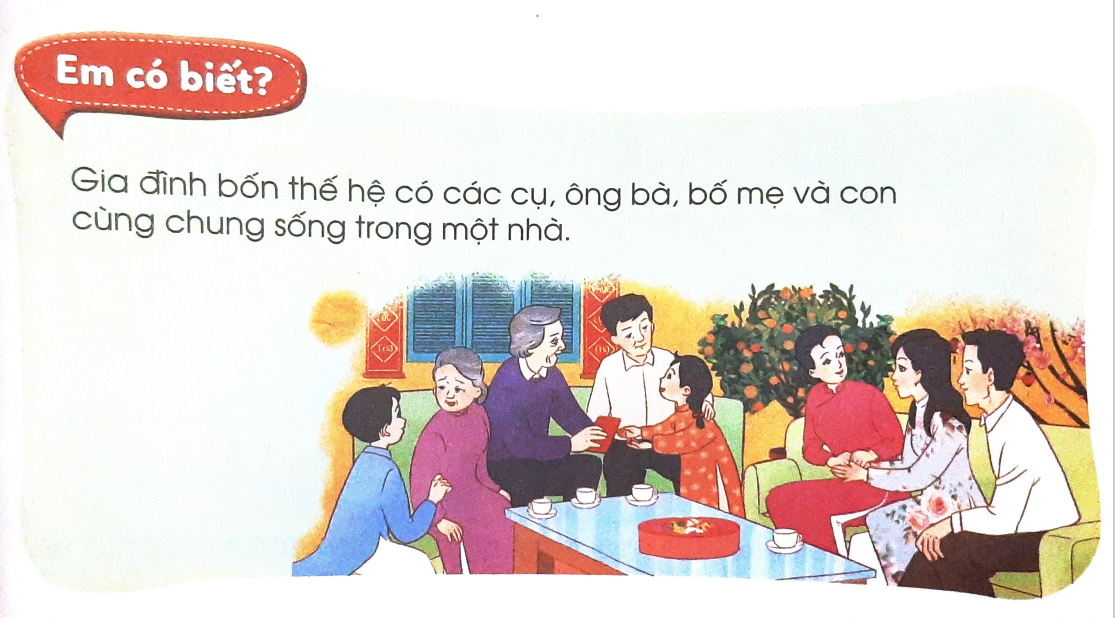 Em có biết?
Gia đình bốn thế hệ có các cụ, ông bà, bố mẹ và con
cùng chung sống trong một nhà.